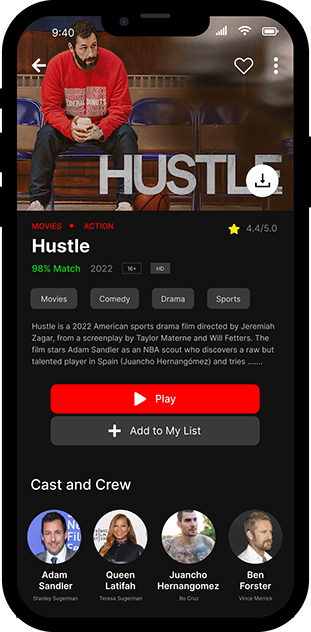 9:40
FEDERAL DONUTS
HUSTLE
MOVIES • ACTION
4.4/5.0
Hustle
98% Match 2022 16+ HD
Movies Comedy Drama Sports
Hustle is a 2022 American sports drama film directed by Jeremiah
Zagar, from a screenplay by Taylor Materne and Will Fetters. The
film stars Adam Sandler as an NBA scout who discovers a raw but
talented player in Spain (Juancho Hernangómez) and tries .......
Play
Add to My List
Cast and Crew
Adam
Sandler
Stanley Sugerman
Queen
Latifah
Teresa Sugerman
Juancho
Hernangomez
Bo Cruz
Ben
Forster
Vince Merrick